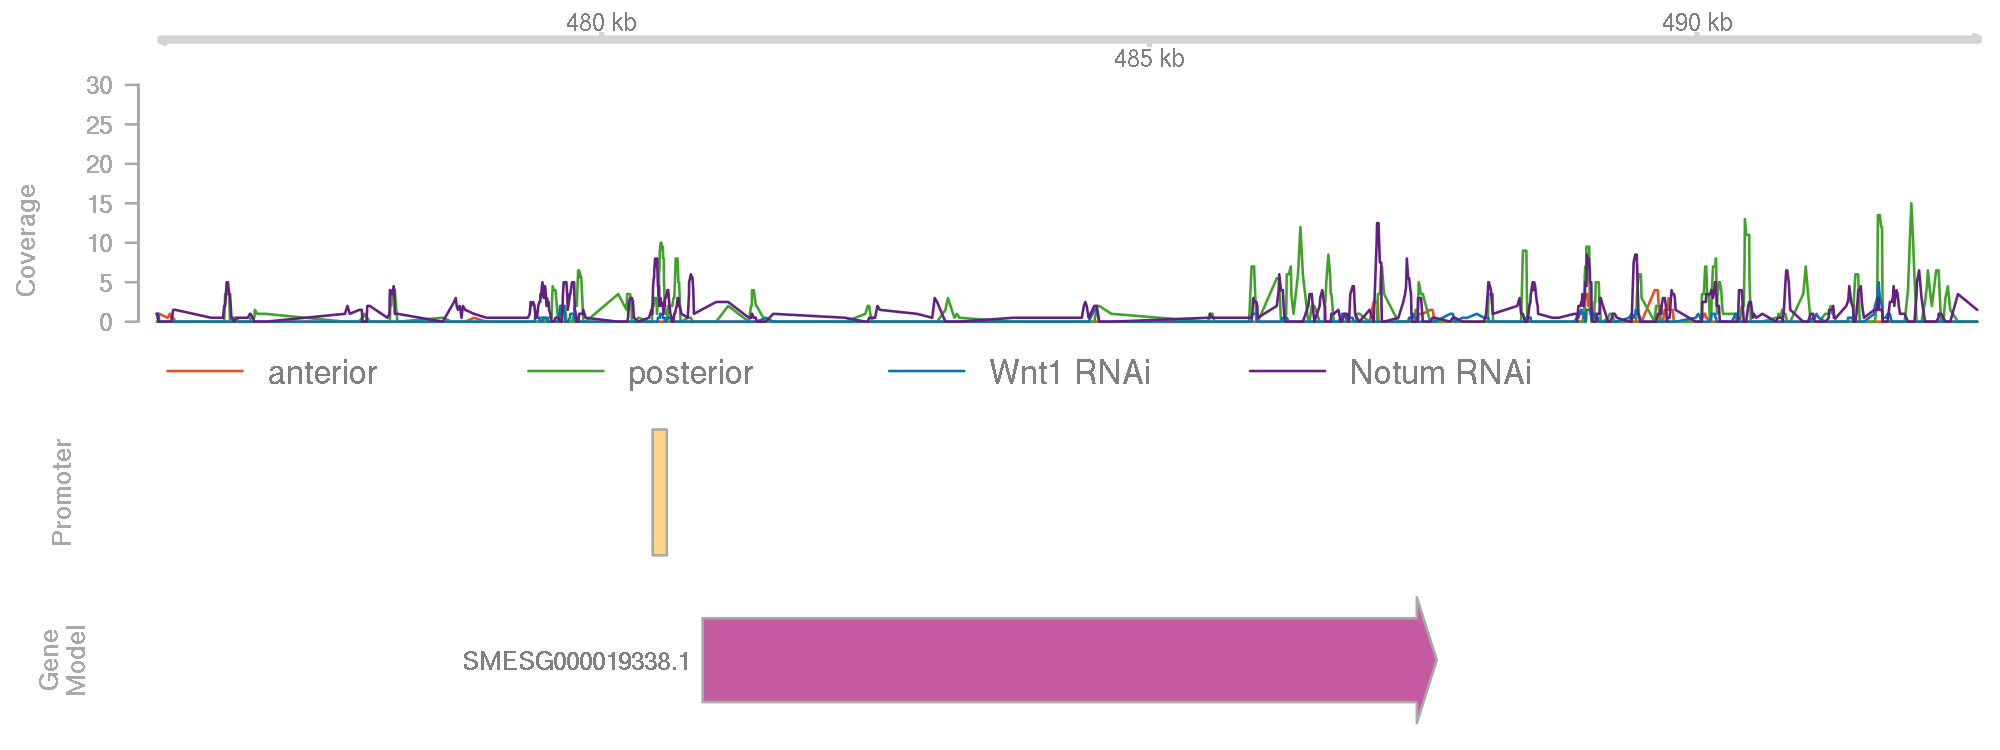 480 kb
490 kb
485 kb
Coverage
30
25
20
15
10
5
0
anterior
posterior
Wnt1 RNAi
Notum RNAi
Promoter
Gene
Model
SMESG000019338.1